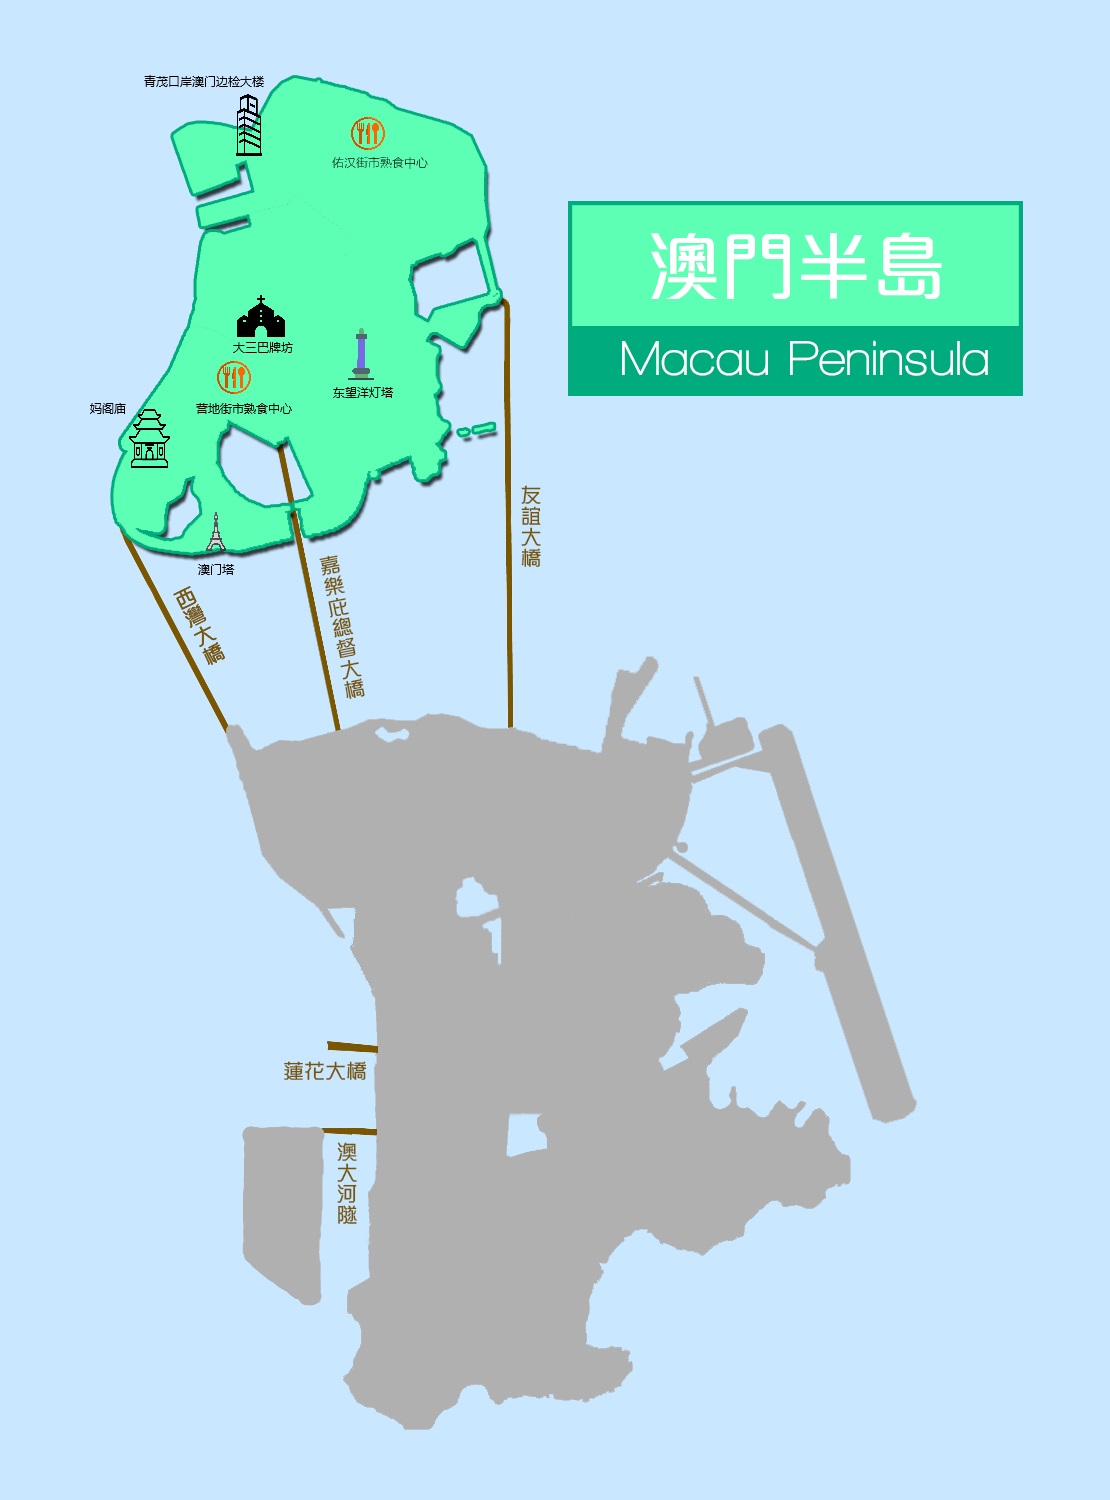 青茂口岸澳门边检大楼
佑汉街市熟食中心
澳門半島
Macau Peninsula
大三巴牌坊
东望洋灯塔
妈阁庙
营地街市熟食中心
澳门塔
友誼大橋
嘉樂庇總督大橋
西灣大橋
蓮花大橋
澳大河隧